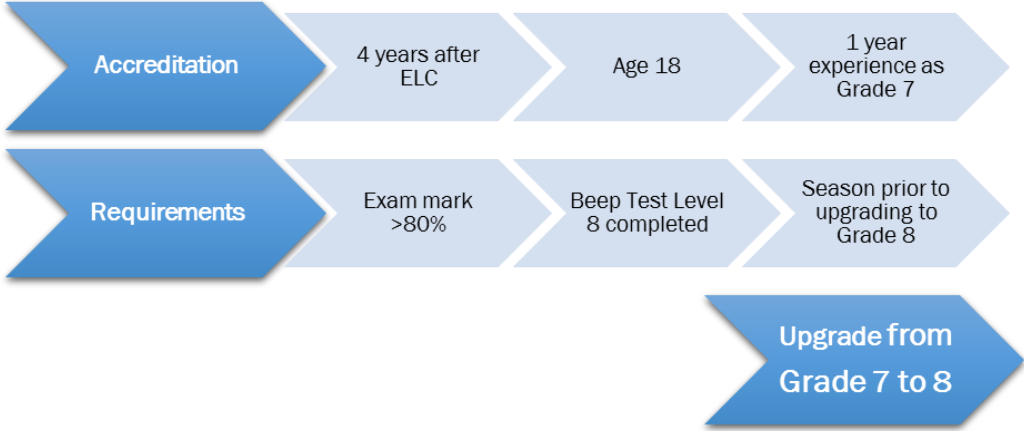 Accreditation
4 years after
ELC
Age 18
1 year
experience as
Grade 7
Requirements
Exam mark
>80%
Beep Test Level
8 completed
Season prior to
upgrading to
Grade 8
Upgrade from
Grade 7 to 8